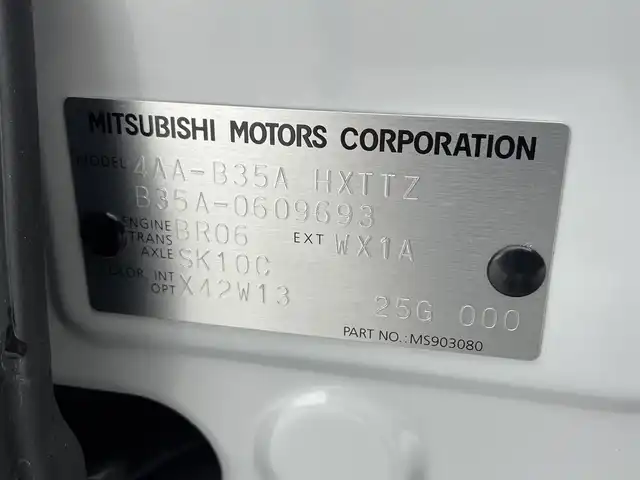 MITSUBISHI MOTORS CORPORATION
MODEL 4AA-B35A HXTTZ
B35A-0609693
ENGINE BR06 EXT WX1A
TRANS
AXLE SK10C
COLOR. INT X42W13 25G 000
OPT
PART NO.:MS903080